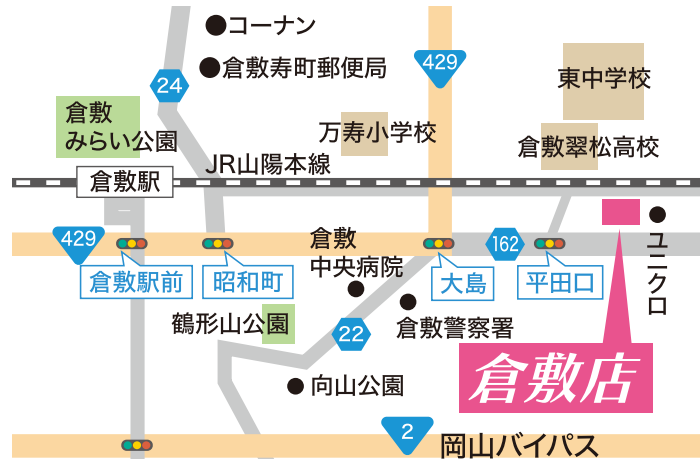 コーナン
倉敷寿町郵便局
429
24
東中学校
倉敷
みらい公園
万寿小学校
倉敷翠松高校
JR山陽本線
倉敷駅
429
倉敷
中央病院
162
ユニクロ
倉敷駅前
昭和町
大島
平田口
鶴形山公園
22
倉敷警察署
倉敷店
向山公園
2
岡山バイパス